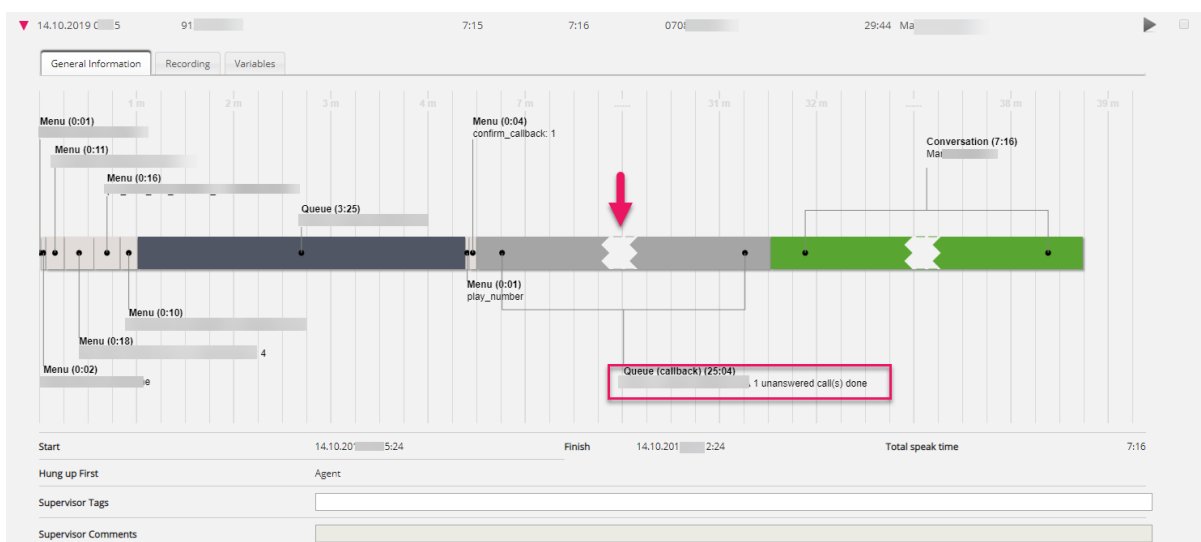 14.10.2019 0 5 91 7:15 7:16 070 29:44 Ma
General Information Recording Variables
1 m 2 m 3 m 4 m 7 m ...... 31 m 32 m ...... 38 m 39 m
Menu (0:01)
Menu (0:11)
Menu (0:16)
Queue (3:25)
Menu (0:04)
confirm_callback: 1
Conversation (7:16)
Mar
Menu (0:01)
play_number
Menu (0:10)
Menu (0:18)
4
Menu (0:02)
e
Queue (callback) (25:04)
1 unanswered call(s) done
Start 14.10.201 5:24 Finish 14.10.201 2:24 Total speak time 7:16
Hung up First Agent
Supervisor Tags
Supervisor Comments